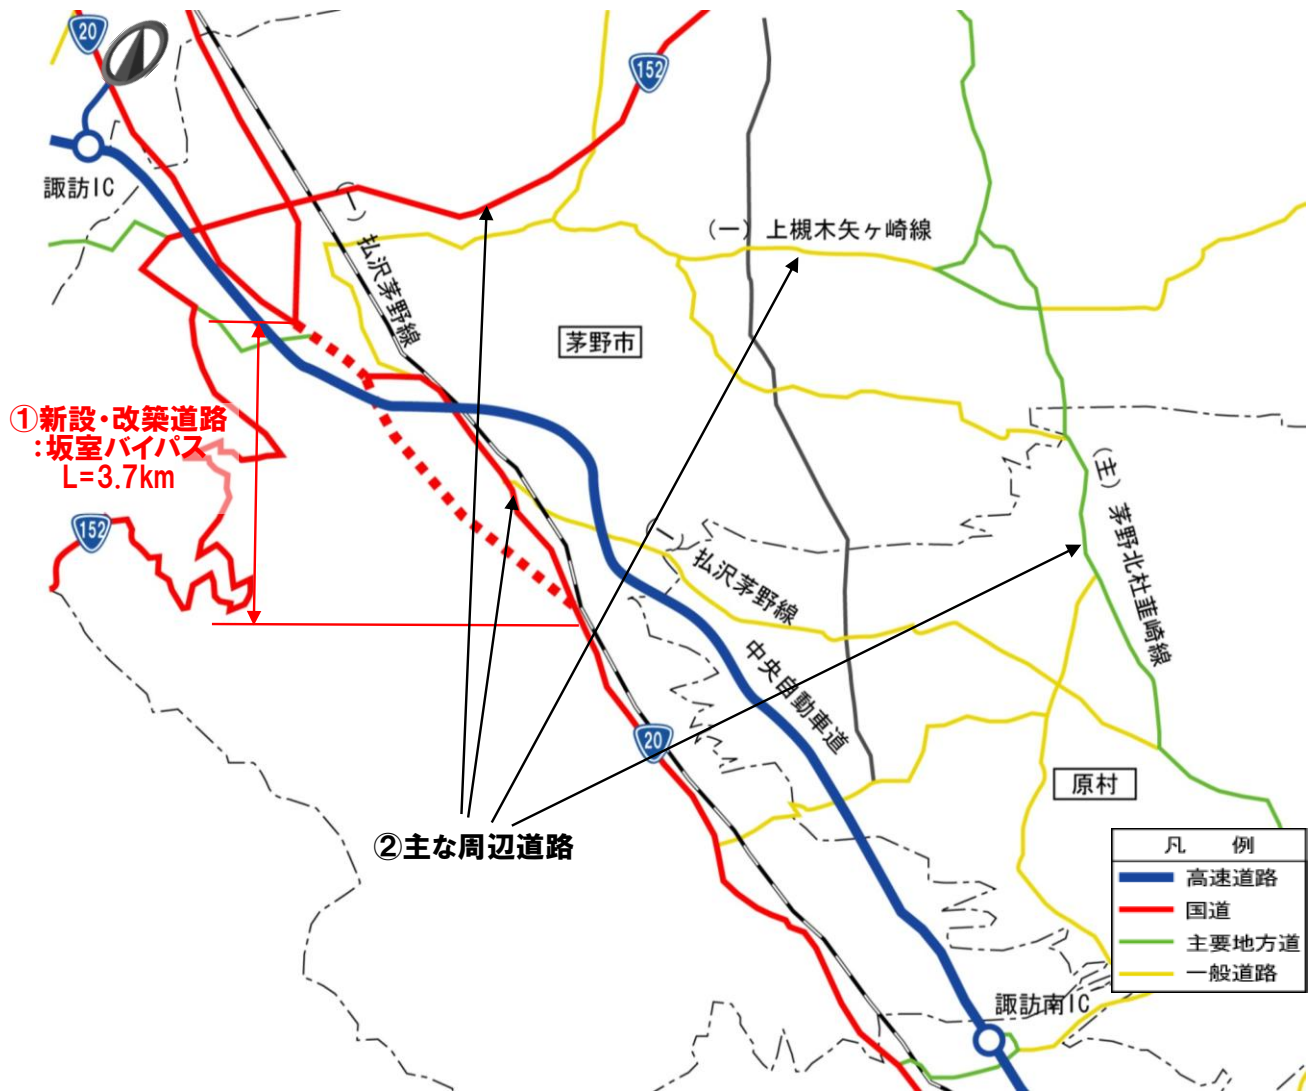 20
152
諏訪IC
(一)
払沢茅野線
(一) 上槻木矢ヶ崎線
茅野市
①新設・改築道路
:坂室バイパス
L=3.7km
152
(主) 茅野北杜韮崎線
(一) 払沢茅野線
中央自動車道
20
原村
②主な周辺道路
凡 例
高速道路
国道
主要地方道
一般道路
諏訪南IC